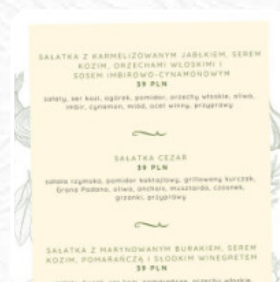 SAŁATKA Z KARMELIZOWANYM JABŁKIEM, SEREM
KOZIM, ORZECHAMI WŁOSKIMI I
SOSEM IMBIROWO-CYNAMONOWYM
39 PLN
sałaty, ser kozi, ogórek, pomidor, orzechy włoskie, oliwa,
imbir, cynamon, miód, ocet winny, przyprawy
SAŁATKA CEZAR
39 PLN
sałata rzymska, pomidor koktajlowy, grillowany kurczak,
Grana Padano, oliwa, anchois, musztarda, czosnek,
grzanki, przyprawy
SAŁATKA Z MARYNOWANYM BURAKIEM, SEREM
KOZIM, POMARAŃCZĄ I SŁODKIM WINEGRETEM
39 PLN
orzechy włoskie